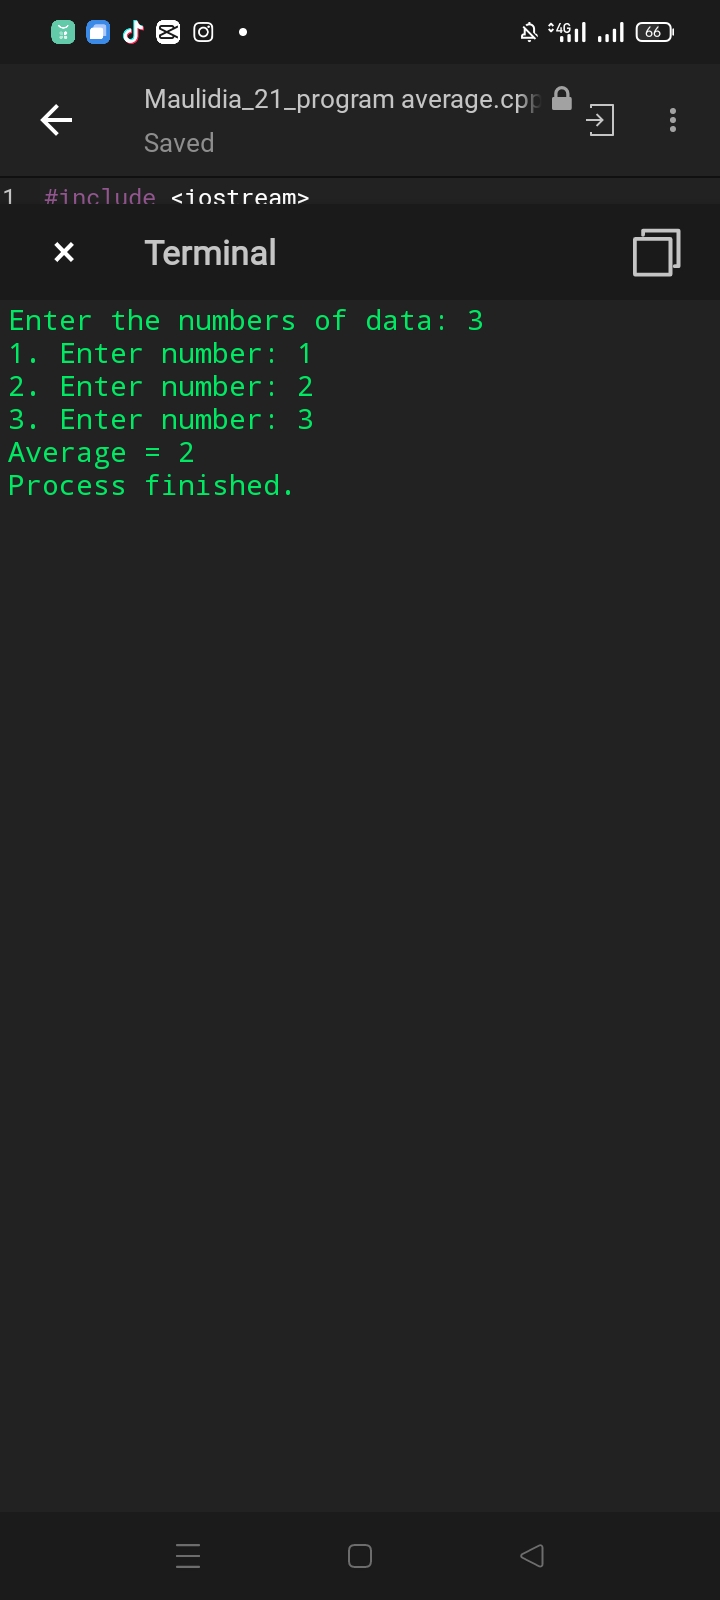 4G
66
Maulidia_21_program average.cpp
Saved
1 #include <iostream>
Terminal
Enter the numbers of data: 3
1. Enter number: 1
2. Enter number: 2
3. Enter number: 3
Average = 2
Process finished.